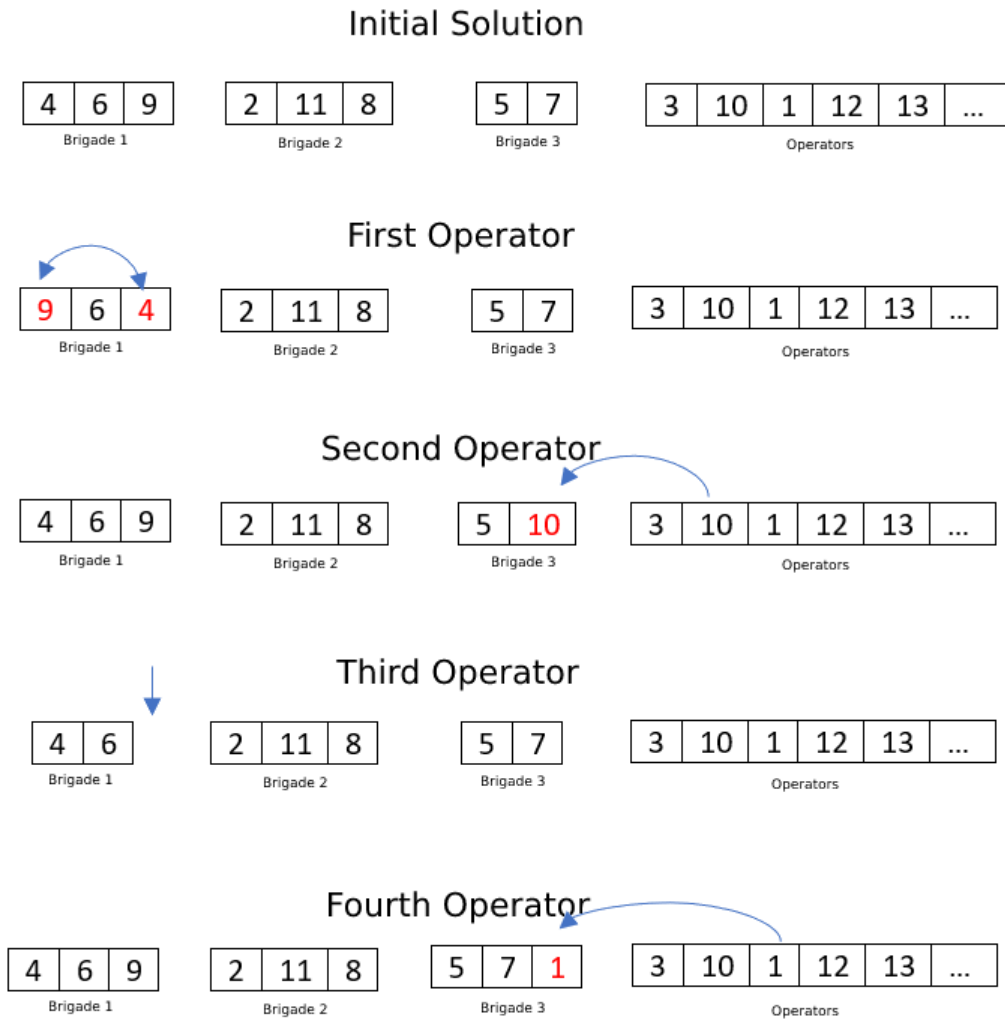 Initial Solution
4 6 9 2 11 8 5 7 3 10 1 12 13 ...
Brigade 1 Brigade 2 Brigade 3 Operators
First Operator
9 6 4 2 11 8 5 7 3 10 1 12 13 ...
Brigade 1 Brigade 2 Brigade 3 Operators
Second Operator
4 6 9 2 11 8 5 10 3 10 1 12 13 ...
Brigade 1 Brigade 2 Brigade 3 Operators
Third Operator
4 6 2 11 8 5 7 3 10 1 12 13 ...
Brigade 1 Brigade 2 Brigade 3 Operators
Fourth Operator
4 6 9 2 11 8 5 7 1 3 10 1 12 13 ...
Brigade 1 Brigade 2 Brigade 3 Operators